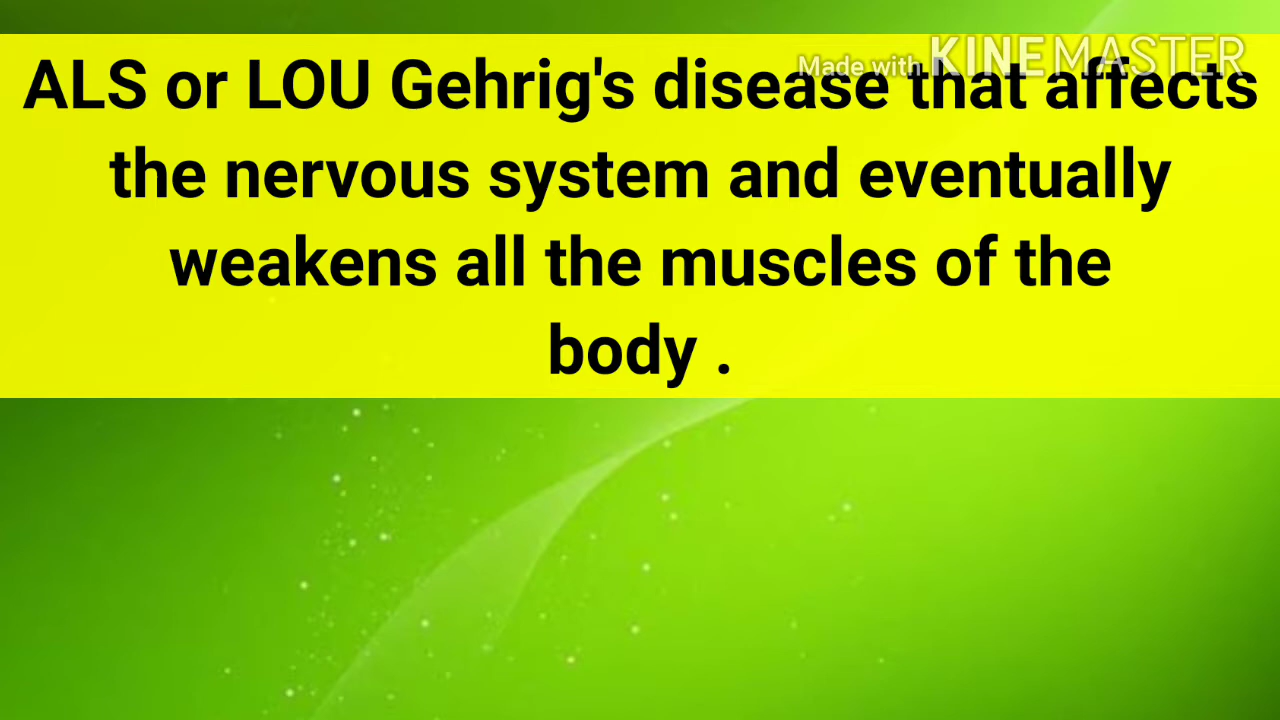 Made with KINEMASTER
ALS or LOU Gehrig's disease that affects
the nervous system and eventually
weakens all the muscles of the
body .